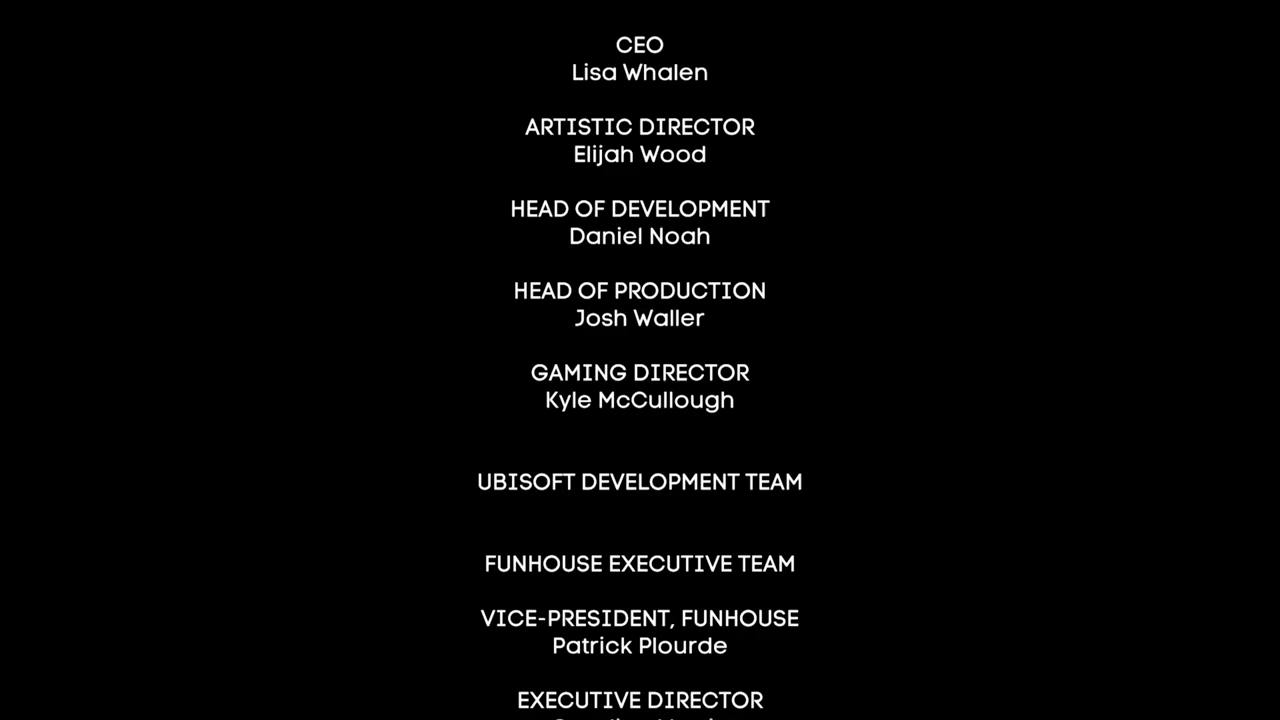 CEO
Lisa Whalen
ARTISTIC DIRECTOR
Elijah Wood
HEAD OF DEVELOPMENT
Daniel Noah
HEAD OF PRODUCTION
Josh Waller
GAMING DIRECTOR
Kyle McCullough
UBISOFT DEVELOPMENT TEAM
FUNHOUSE EXECUTIVE TEAM
VICE-PRESIDENT, FUNHOUSE
Patrick Plourde
EXECUTIVE DIRECTOR